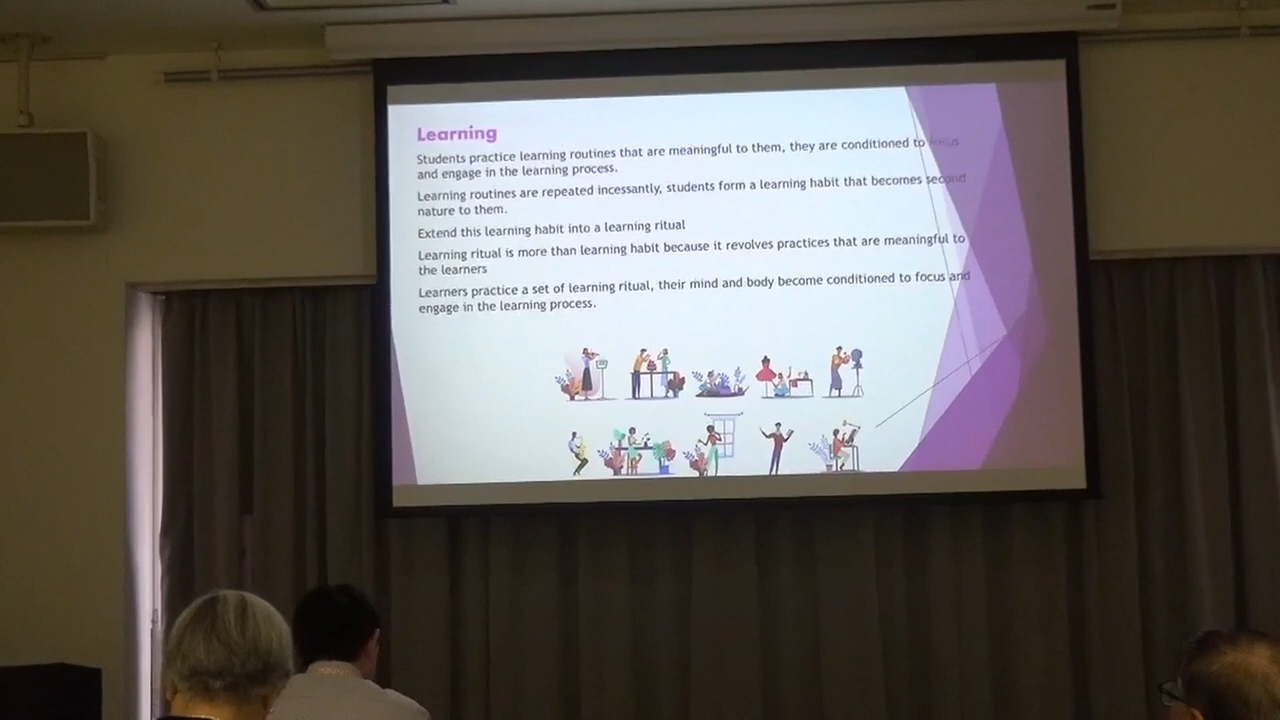 Learning
Students practice learning routines that are meaningful to them, they are conditioned to focus
and engage in the learning process.
Learning routines are repeated incessantly, students form a learning habit that becomes second
nature to them.
Extend this learning habit into a learning ritual
Learning ritual is more than learning habit because it revolves practices that are meaningful to
the learners
Learners practice a set of learning ritual, their mind and body become conditioned to focus and
engage in the learning process.